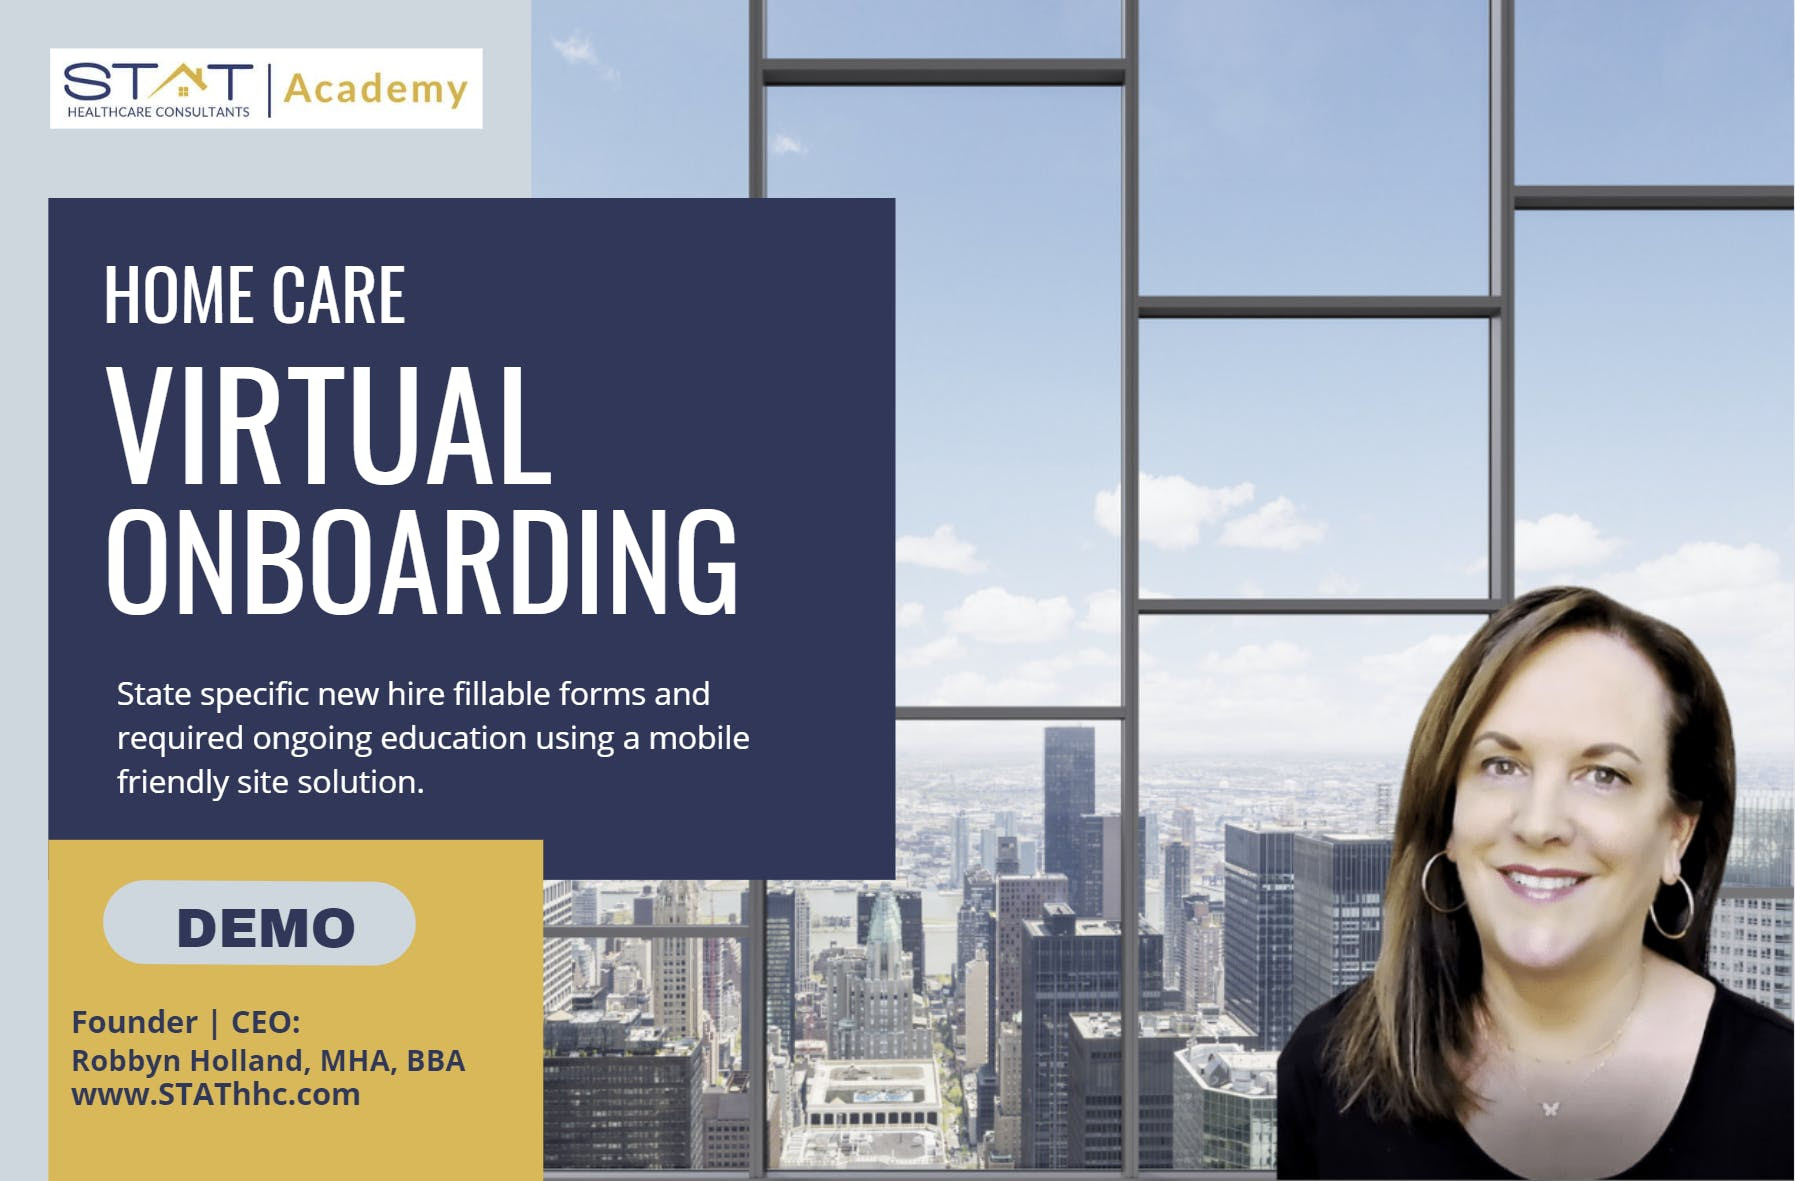 STAT | Academy
HEALTHCARE CONSULTANTS
HOME CARE
VIRTUAL
ONBOARDING
State specific new hire fillable forms and
required ongoing education using a mobile
friendly site solution.
DEMO
Founder | CEO:
Robbyn Holland, MHA, BBA
www.STAThhc.com